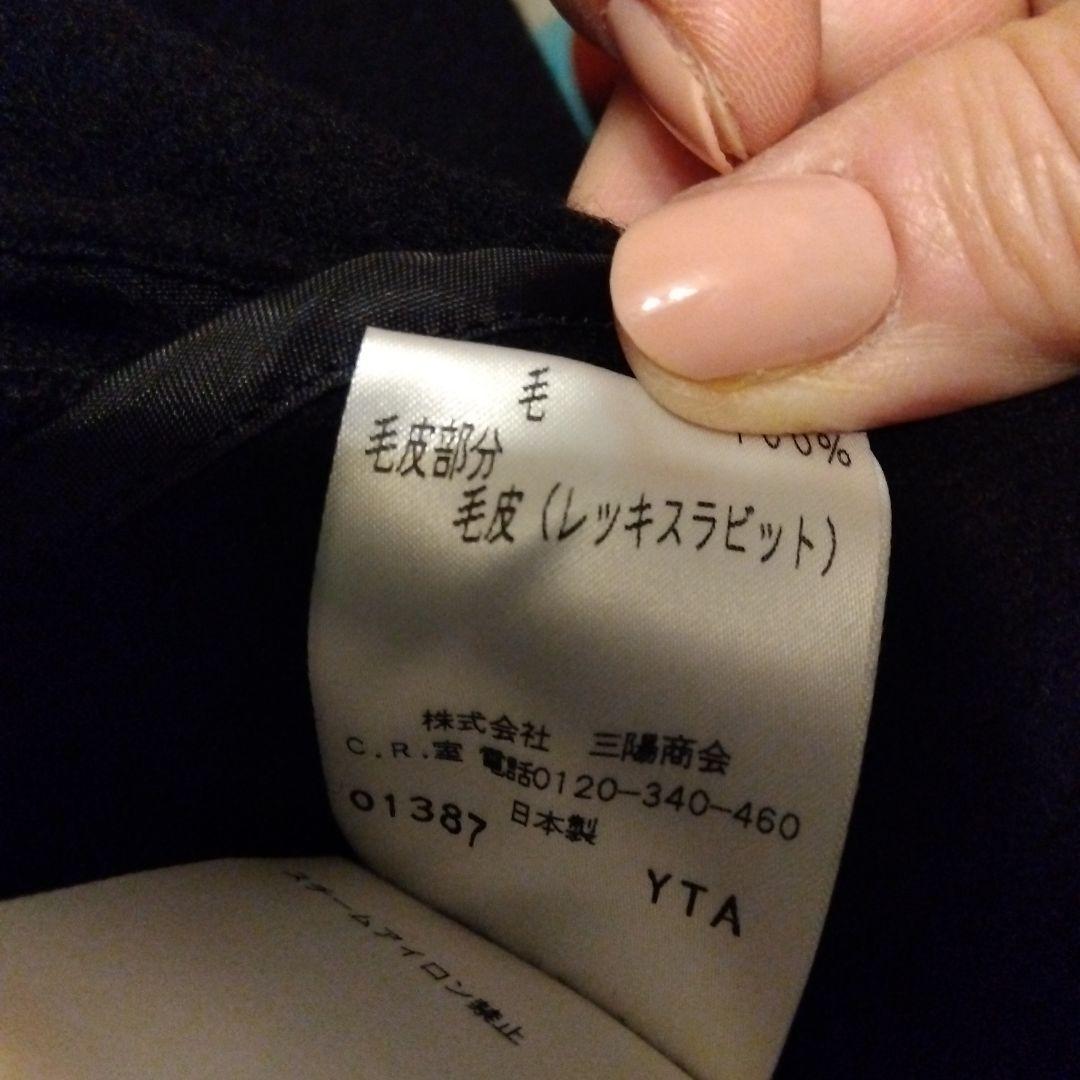 毛 100%
毛皮部分
毛皮(レッキスラビット)
株式会社 三陽商会
C.R.室 電話0120-340-460
01387 日本製
YTA
スチームアイロン禁止